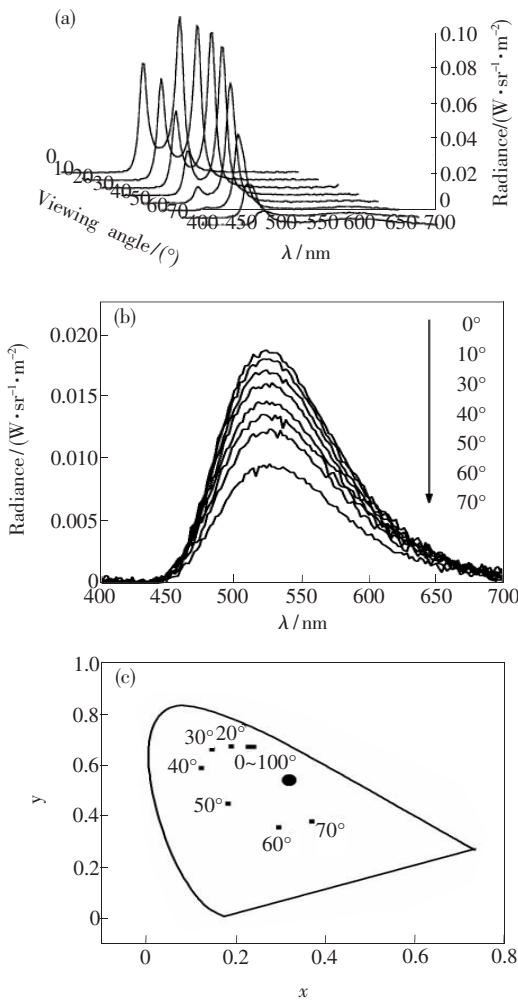 (a)
0.10
0.08
0.06
0.04
0.02
0
Radiance/(W·sr⁻¹·m⁻²)
0 10 20 30 40 50 60 70
Viewing angle/(°)
400 450 500 550 600 650 700
λ/nm
(b)
0.020
0.015
0.010
0.005
0
Radiance/(W·sr⁻¹·m⁻²)
0°
10°
30°
40°
50°
60°
70°
400 450 500 550 600 650 700
λ/nm
(c)
1.0
0.8
0.6
0.4
0.2
0
y
30° 20°
0~100°
40°
50°
60°
70°
0 0.2 0.4 0.6 0.8
x